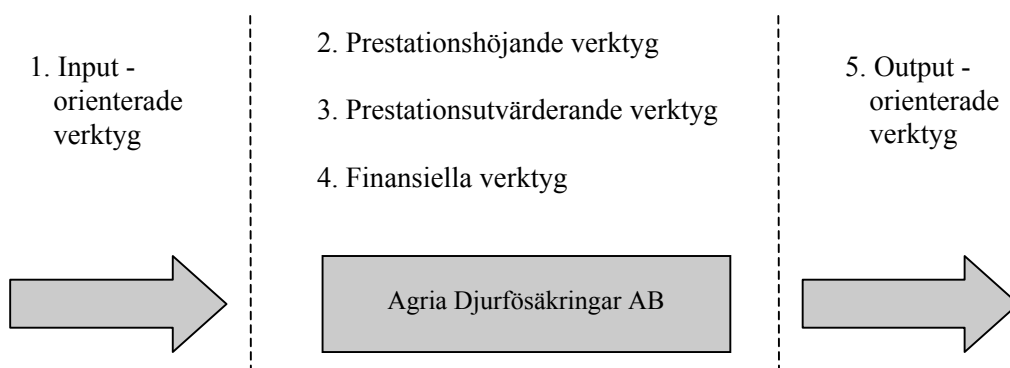 1. Input -
orienterade
verktyg
2. Prestationshöjande verktyg
3. Prestationsutvärderande verktyg
4. Finansiella verktyg
Agria Djurfösäkringar AB
5. Output -
orienterade
verktyg